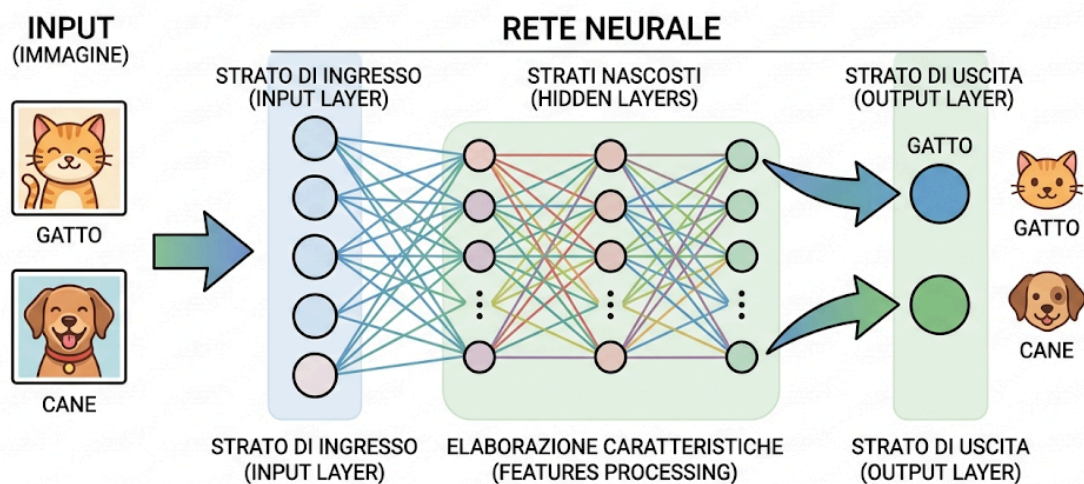 INPUT
(IMMAGINE)
GATTO
CANE
RETE NEURALE
STRATO DI INGRESSO
(INPUT LAYER)
STRATI NASCOSTI
(HIDDEN LAYERS)
STRATO DI USCITA
(OUTPUT LAYER)
GATTO
GATTO
CANE
STRATO DI INGRESSO
(INPUT LAYER)
ELABORAZIONE CARATTERISTICHE
(FEATURES PROCESSING)
STRATO DI USCITA
(OUTPUT LAYER)